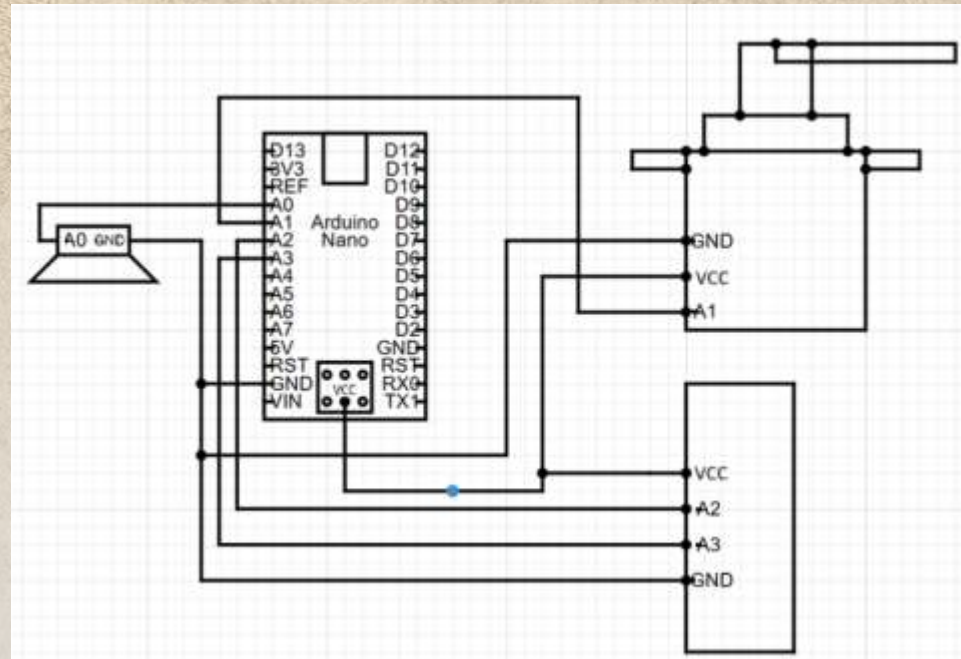 D13 D12
3V3 D11
REF D10
A0 D9
A1 Arduino D8
A2 Nano D7
A3 D6
A4 D5
A5 D4
A6 D3
A7 D2
5V GND
RST RST
GND VCC RX0
VIN TX1
A0 GND
GND
VCC
A1
VCC
A2
A3
GND